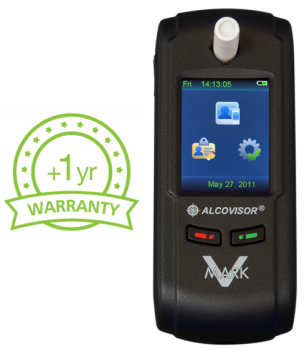 +1 yr
WARRANTY
Fri 14:13:05
May 27, 2011
ALCOVISOR®
V
MARK